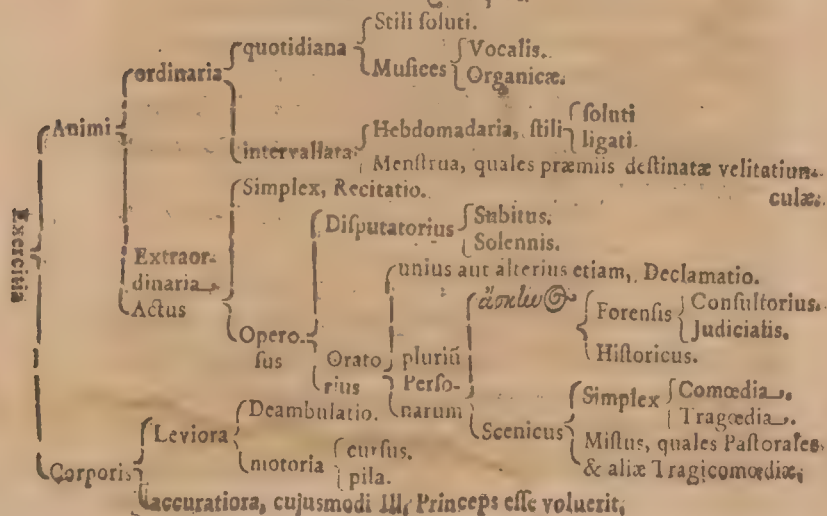 Stili ſoluti.
quotidiana
Muſices
Vocalis.
Organicæ.
ordinaria
Animi
Hebdomadaria, ſtili
ſoluti
ligati.
intervallata
Menſtrua, quales præmiis deſtinatæ velitatiun-
culæ.
Simplex, Recitatio.
Exercitia
Diſputatorius
Subitus.
Solennis.
Extraor-
dinaria
Actus
unius aut alterius etiam, Declamatio.
Opero-
ſus
Orato
rius
pluriũ
Perſo-
narum
Forenſis
Conſultorius.
Judicialis.
Hiſtoricus.
Scenicus
Simplex
Comœdia.
Tragœdia.
Miſtus, quales Paſtorales
& aliæ Tragicomœdiæ,
Corporis
Leviora
Deambulatio.
motoria
curſus.
pila.
accuratiora, cujuſmodi Ill, Princeps eſſe voluerit,